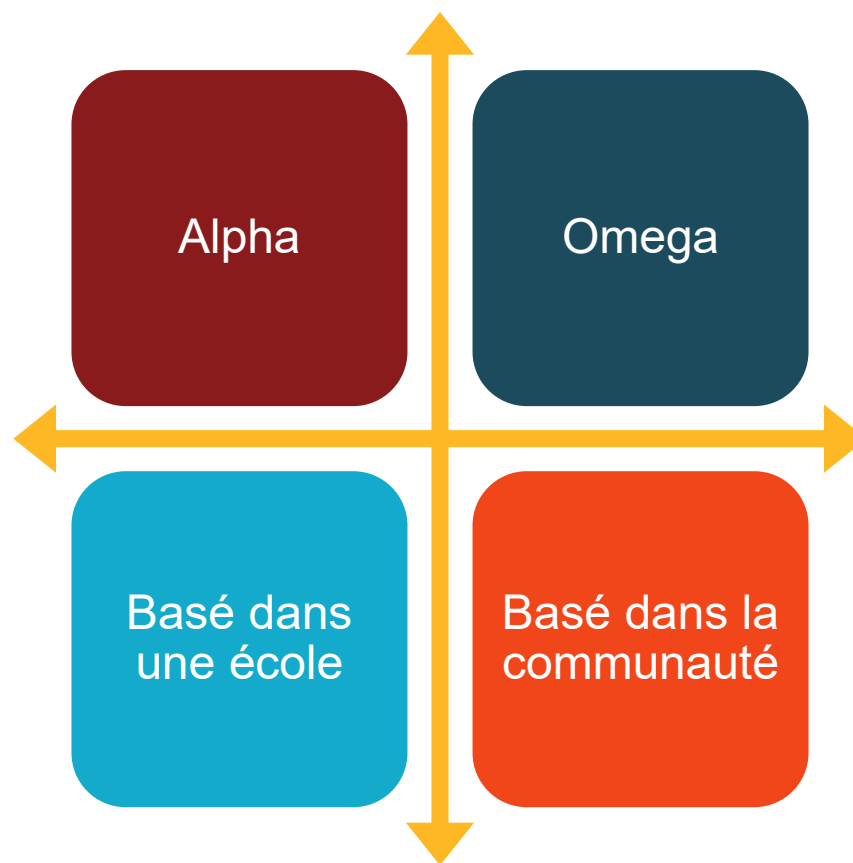 Alpha
Omega
Basé dans
une école
Basé dans la
communauté